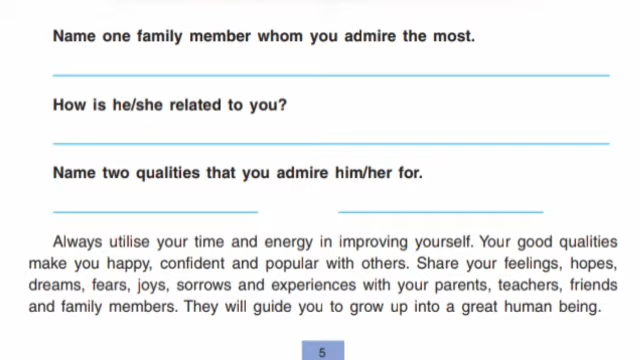 Name one family member whom you admire the most.
How is he/she related to you?
Name two qualities that you admire him/her for.
Always utilise your time and energy in improving yourself. Your good qualities
make you happy, confident and popular with others. Share your feelings, hopes,
dreams, fears, joys, sorrows and experiences with your parents, teachers, friends
and family members. They will guide you to grow up into a great human being.
5